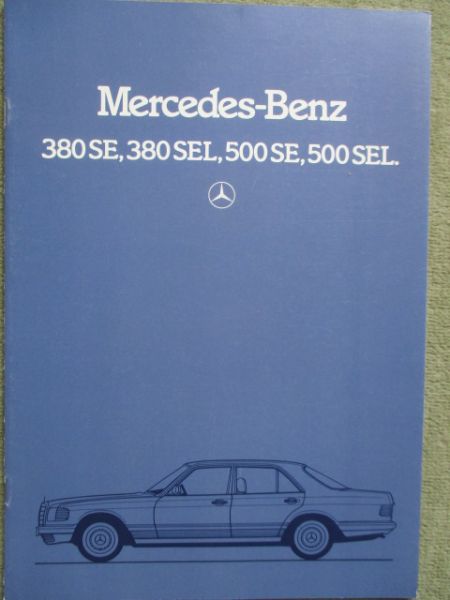 Mercedes-Benz
380 SE, 380 SEL, 500 SE, 500 SEL.